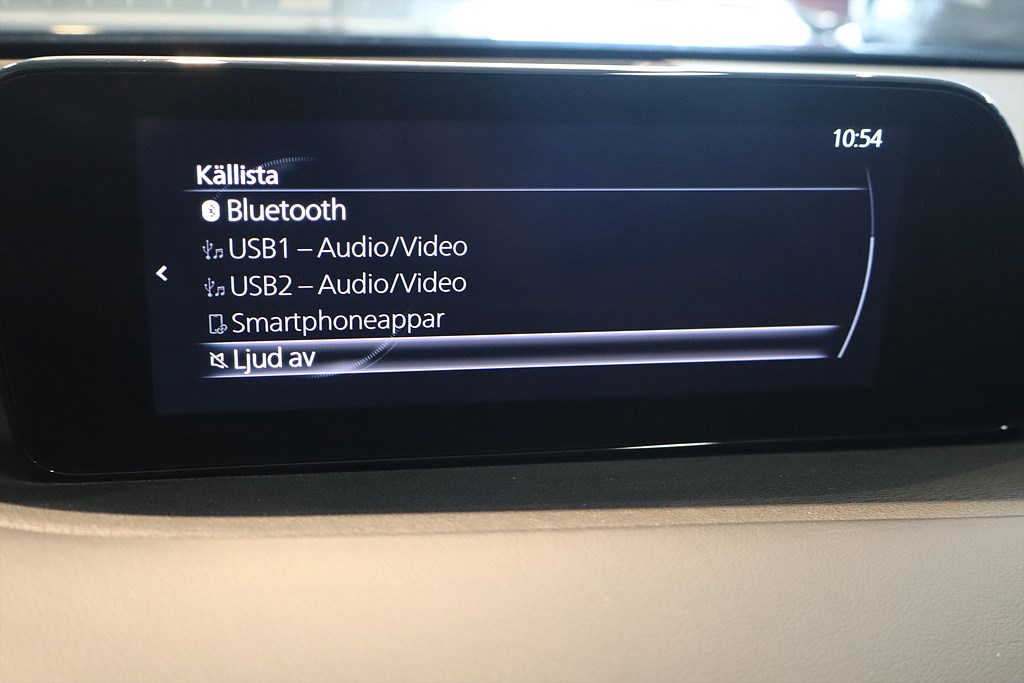 10:54
Källista
Bluetooth
USB1 – Audio/Video
USB2 – Audio/Video
Smartphoneappar
Ljud av